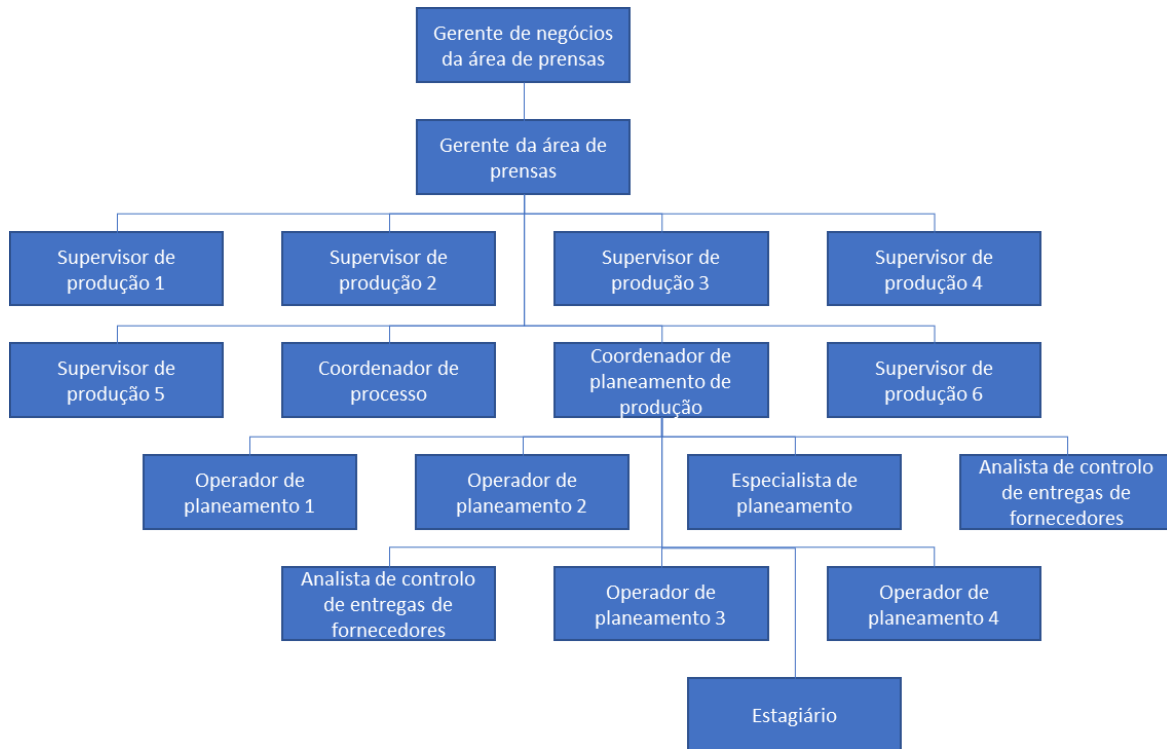 Gerente de negócios
da área de prensas
Gerente da área de
prensas
Supervisor de
produção 1
Supervisor de
produção 2
Supervisor de
produção 3
Supervisor de
produção 4
Supervisor de
produção 5
Coordenador de
processo
Coordenador de
planeamento de
produção
Supervisor de
produção 6
Operador de
planeamento 1
Operador de
planeamento 2
Especialista de
planeamento
Analista de controlo
de entregas de
fornecedores
Analista de controlo
de entregas de
fornecedores
Operador de
planeamento 3
Operador de
planeamento 4
Estagiário